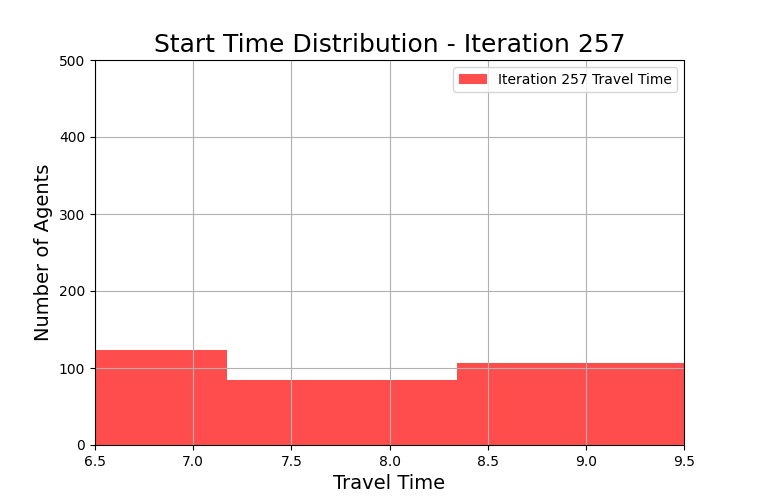 Start Time Distribution - Iteration 257
Iteration 257 Travel Time
500
400
300
200
100
0
Number of Agents
6.5 7.0 7.5 8.0 8.5 9.0 9.5
Travel Time